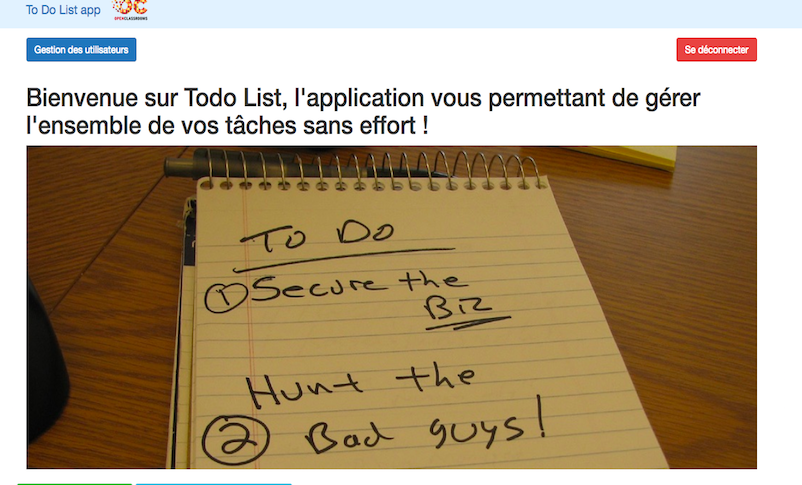 To Do List app
OPENCLASSROOMS
Gestion des utilisateurs
Se déconnecter
Bienvenue sur Todo List, l'application vous permettant de gérer
l'ensemble de vos tâches sans effort !
To Do
① Secure the
Biz
Hunt the
② Bad guys!